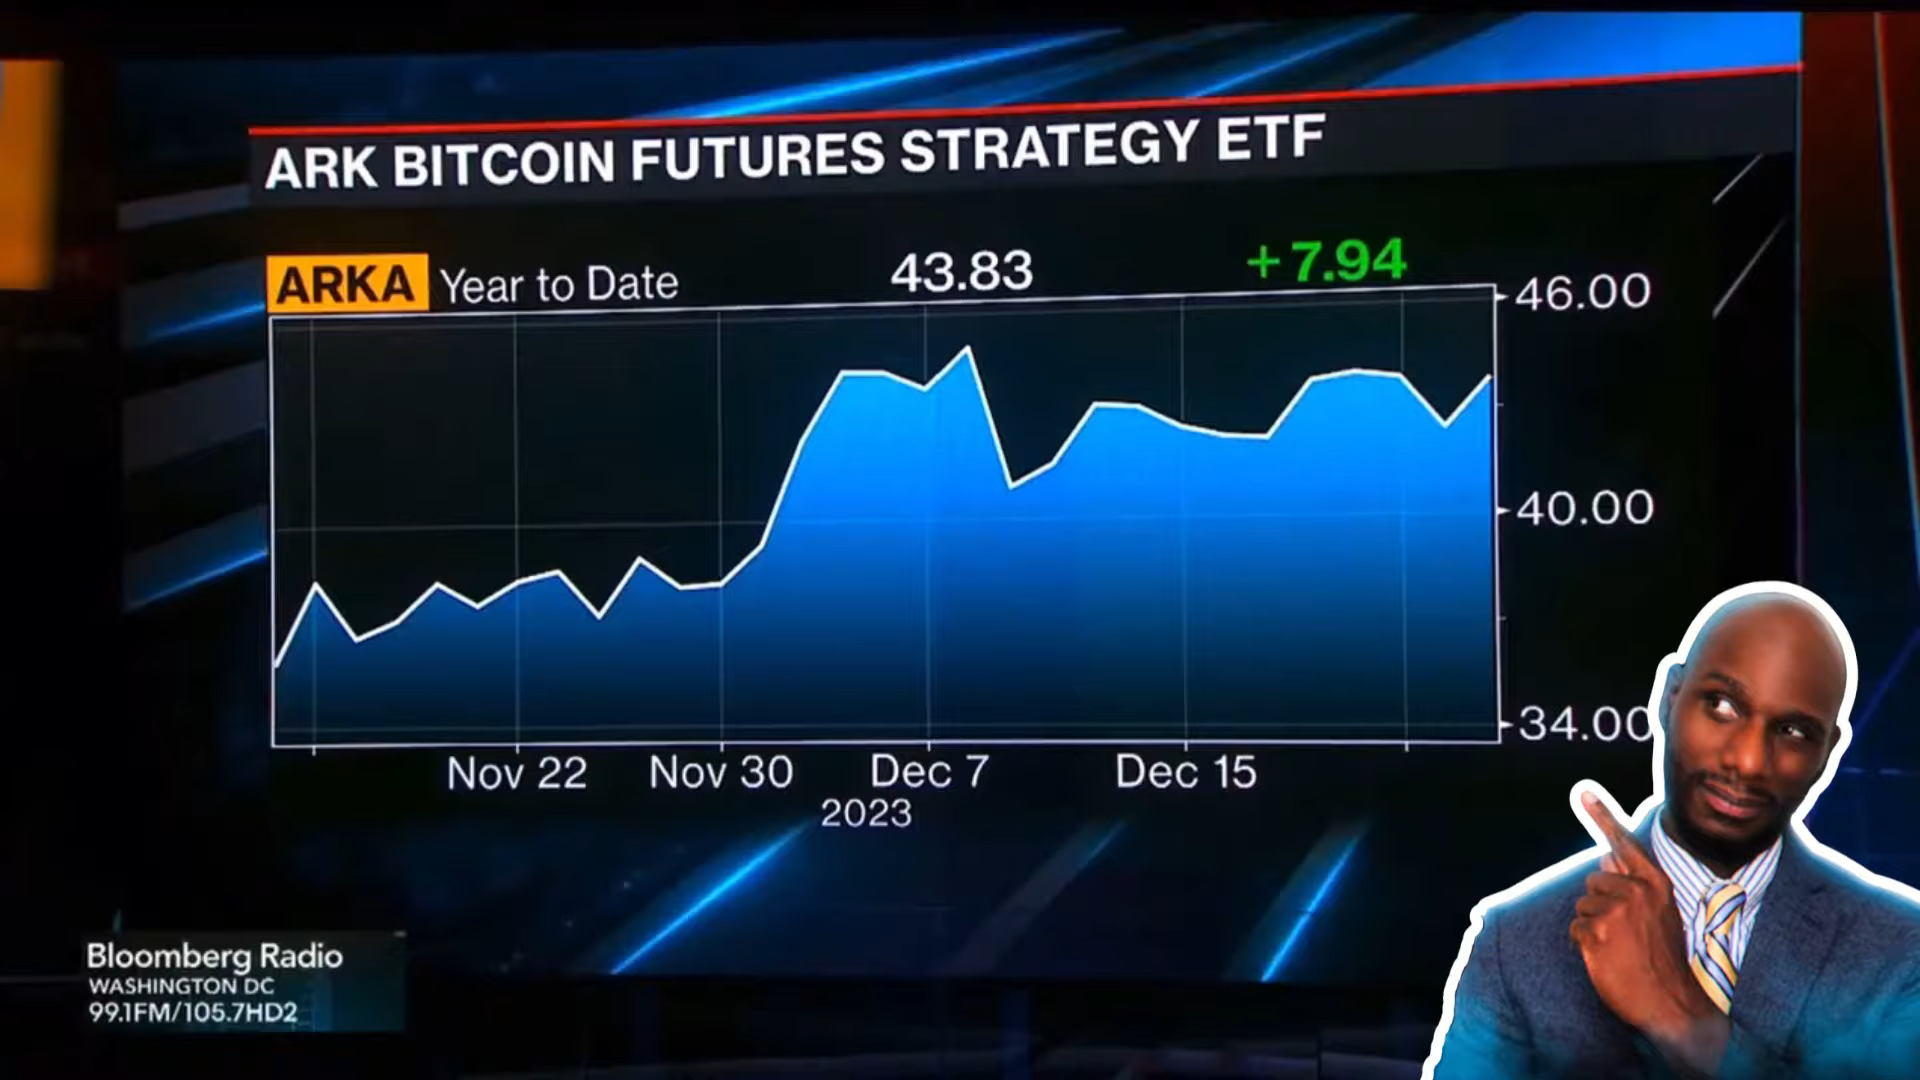 ARK BITCOIN FUTURES STRATEGY ETF
ARKA Year to Date 43.83 +7.94
46.00
40.00
34.00
Nov 22 Nov 30 Dec 7 Dec 15
2023
Bloomberg Radio
WASHINGTON DC
99.1FM/105.7HD2